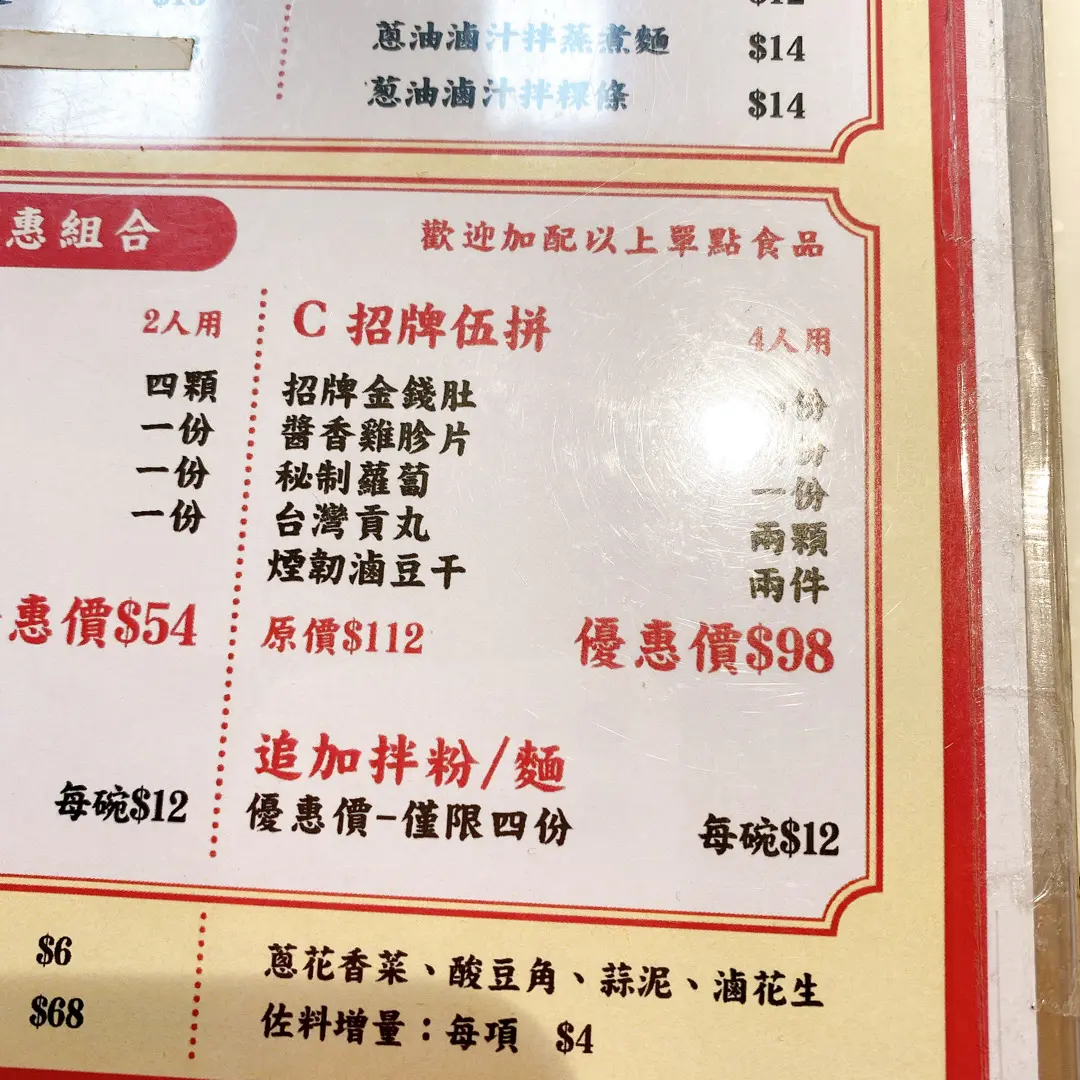 $12
蔥油滷汁拌蒸煮麵 $14
蔥油滷汁拌粿條 $14
惠組合
歡迎加配以上單點食品
2人用
四顆
一份
一份
一份
惠價$54
每碗$12
C 招牌伍拼 4人用
招牌金錢肚 份
醬香雞胗片 份
秘制蘿蔔 一份
台灣貢丸 兩顆
煙韌滷豆干 兩件
原價$112 優惠價$98
追加拌粉/麵
優惠價-僅限四份 每碗$12
$6
$68
蔥花香菜、酸豆角、蒜泥、滷花生
佐料增量：每項 $4